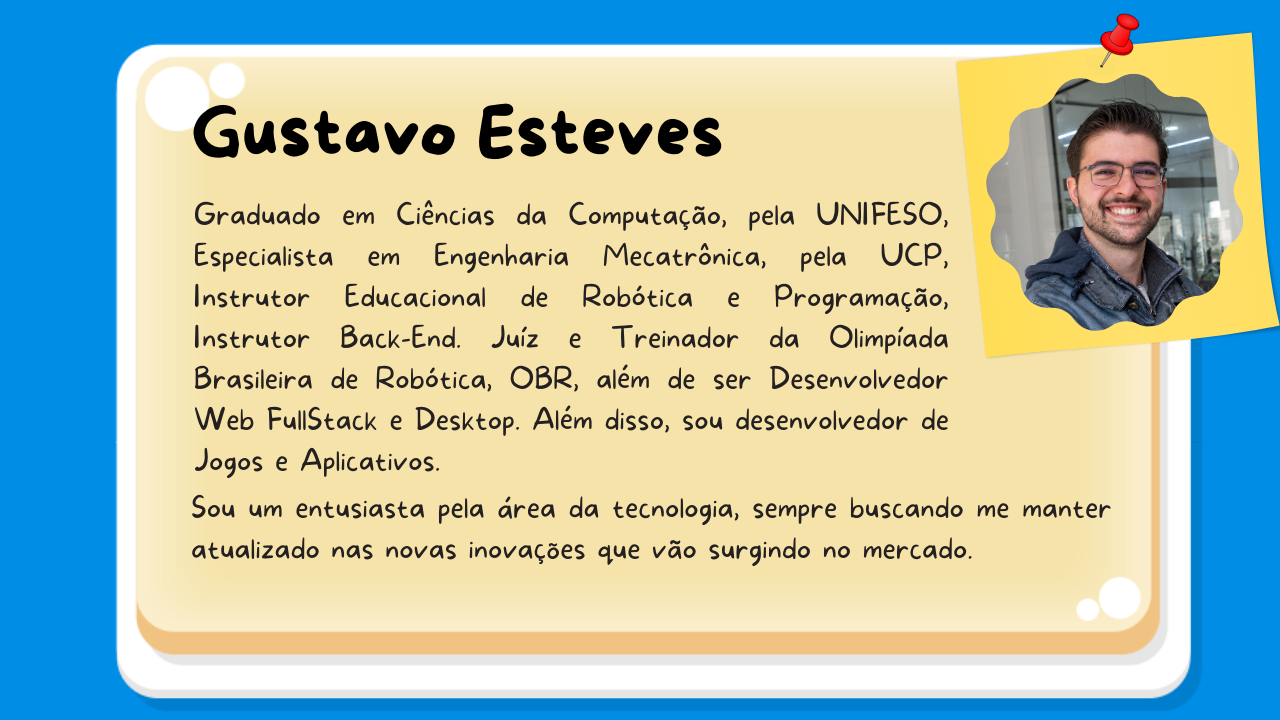 Gustavo Esteves
Graduado em Ciências da Computação, pela UNIFESO,
Especialista em Engenharia Mecatrônica, pela UCP,
Instrutor Educacional de Robótica e Programação,
Instrutor Back-End. Juíz e Treinador da Olimpíada
Brasileira de Robótica, OBR, além de ser Desenvolvedor
Web FullStack e Desktop. Além disso, sou desenvolvedor de
Jogos e Aplicativos.
Sou um entusiasta pela área da tecnologia, sempre buscando me manter
atualizado nas novas inovações que vão surgindo no mercado.